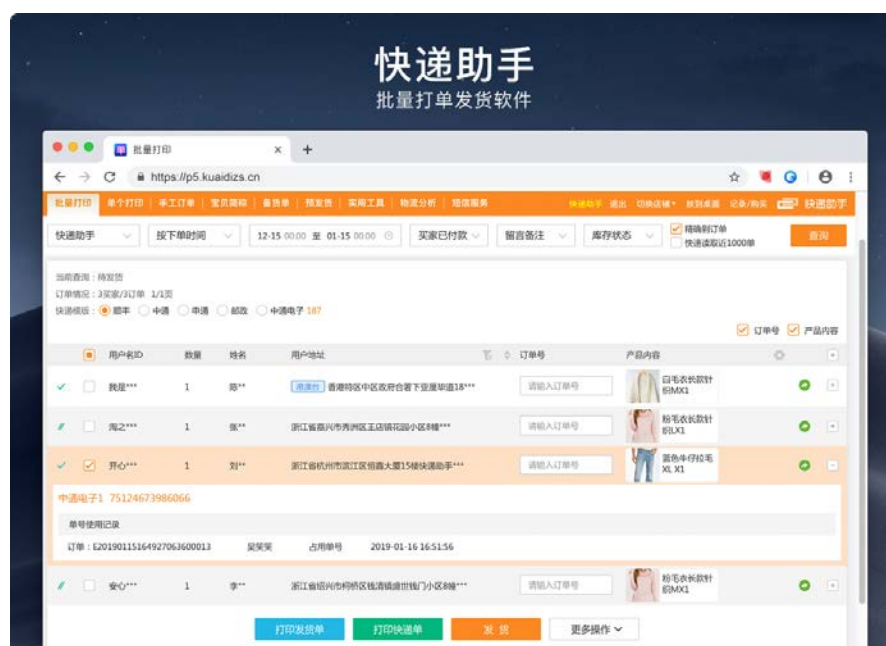 快递助手
批量打单发货软件
批量打印
https://p5.kuaidizs.cn
批量打印 单个打印 手工订单 宝贝简称 备货单 预发货 实用工具 物流分析 短信服务 快递助手 退出 切换店铺 放到桌面 记录/购买 快递助手
快递助手 按下单时间 12-15 00:00 至 01-15 00:00 买家已付款 留言备注 库存状态 精确到订单 查询
快速读取近1000单
当前查询：待发货
订单情况：3买家/3订单 1/1页
快递模版： 顺丰 中通 申通 邮政 中通电子 187
订单号 产品内容
用户名ID 数量 姓名 用户地址 订单号 产品内容
我是*** 1 陈** 港澳台 香港特区中区政府合署下亚厘毕道18*** 请输入订单号 白毛衣长款针织MX1
淘2*** 1 张** 浙江省嘉兴市秀洲区王店镇花园小区8幢*** 请输入订单号 粉毛衣长款针织LX1
开心*** 1 刘** 浙江省杭州市滨江区恒鑫大厦15楼快递助手*** 请输入订单号 蓝色牛仔拉毛XL X1
中通电子1 75124673986066
单号使用记录
订单：E20190115164927063600013 吴笑笑 占用单号 2019-01-16 16:51:56
安心*** 1 李** 浙江省绍兴市柯桥区钱清镇盛世钱门小区8幢*** 请输入订单号 粉毛衣长款针织MX1
打印发货单 打印快递单 发 货 更多操作